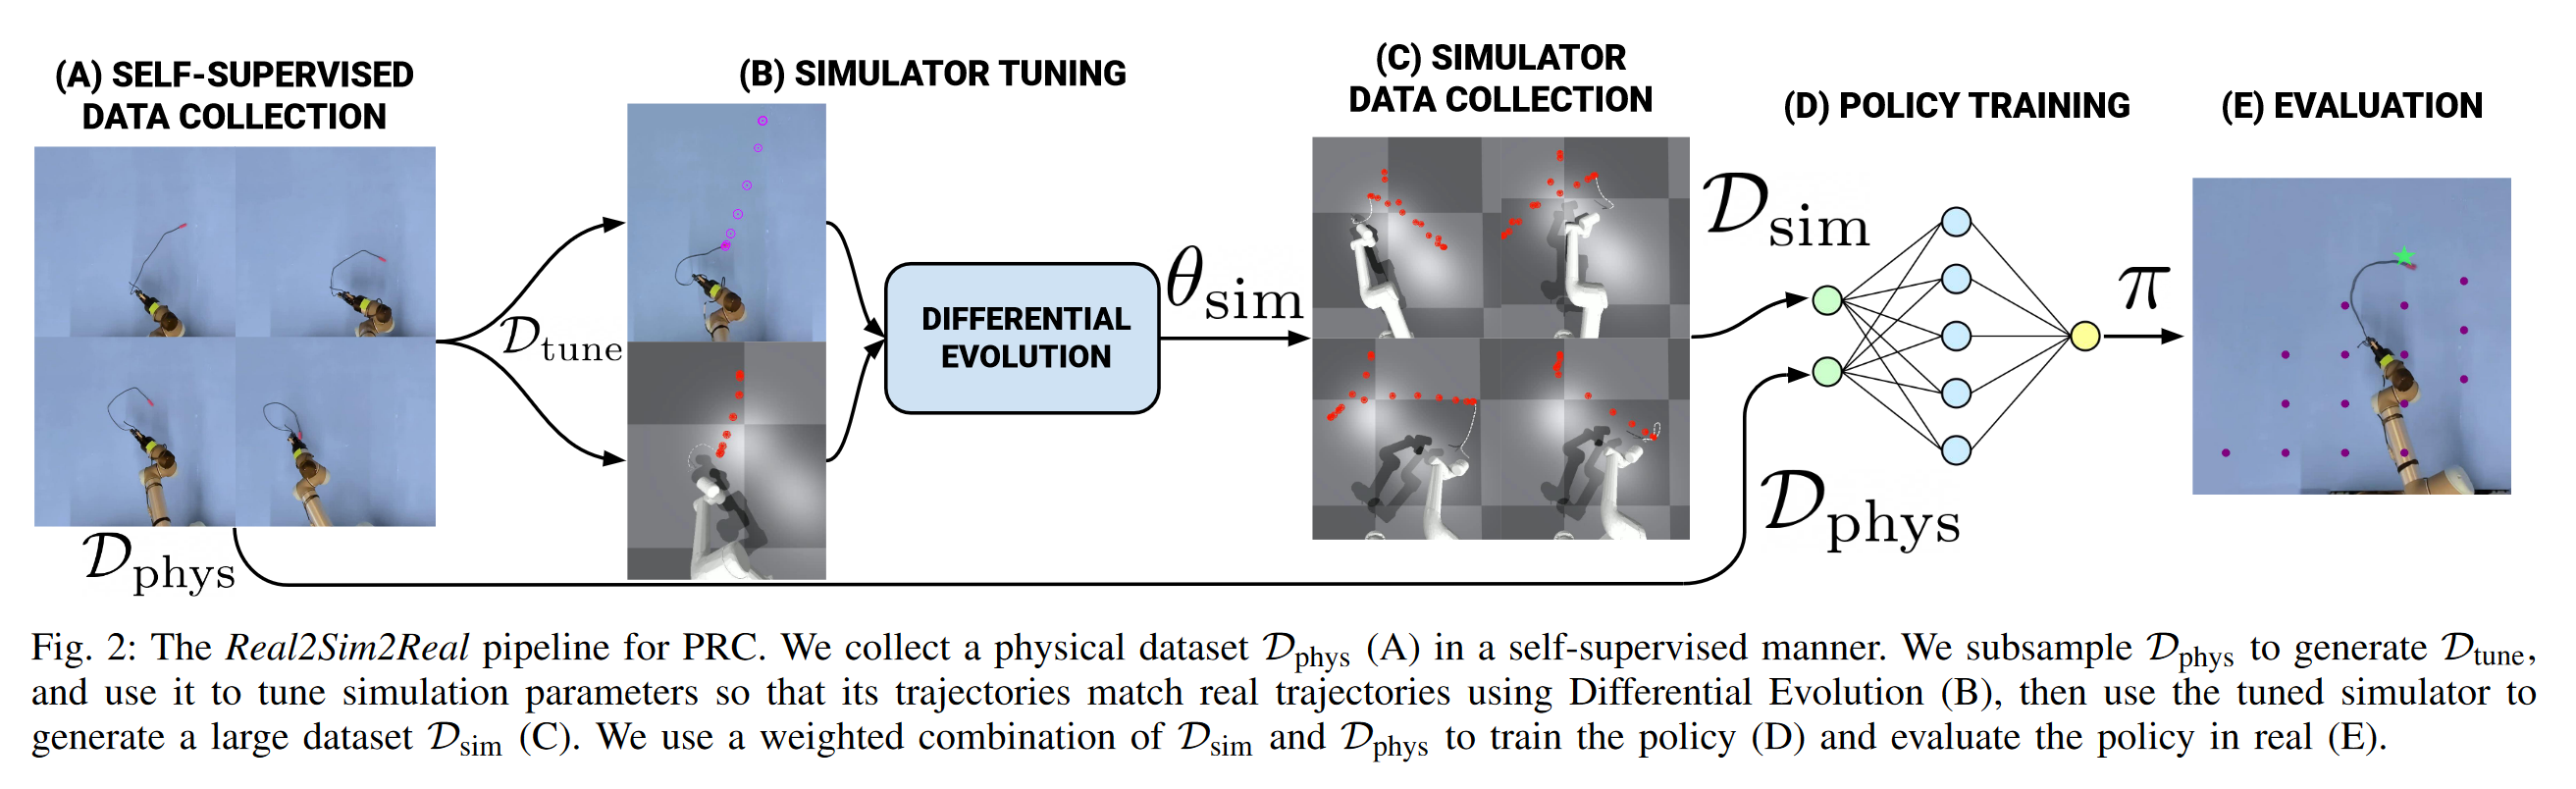 (A) SELF-SUPERVISED
DATA COLLECTION
(B) SIMULATOR TUNING
(C) SIMULATOR
DATA COLLECTION
(D) POLICY TRAINING
(E) EVALUATION
𝒟tune
DIFFERENTIAL
EVOLUTION
θsim
𝒟sim
π
𝒟phys
𝒟phys
Fig. 2: The Real2Sim2Real pipeline for PRC. We collect a physical dataset 𝒟phys (A) in a self-supervised manner. We subsample 𝒟phys to generate 𝒟tune,
and use it to tune simulation parameters so that its trajectories match real trajectories using Differential Evolution (B), then use the tuned simulator to
generate a large dataset 𝒟sim (C). We use a weighted combination of 𝒟sim and 𝒟phys to train the policy (D) and evaluate the policy in real (E).